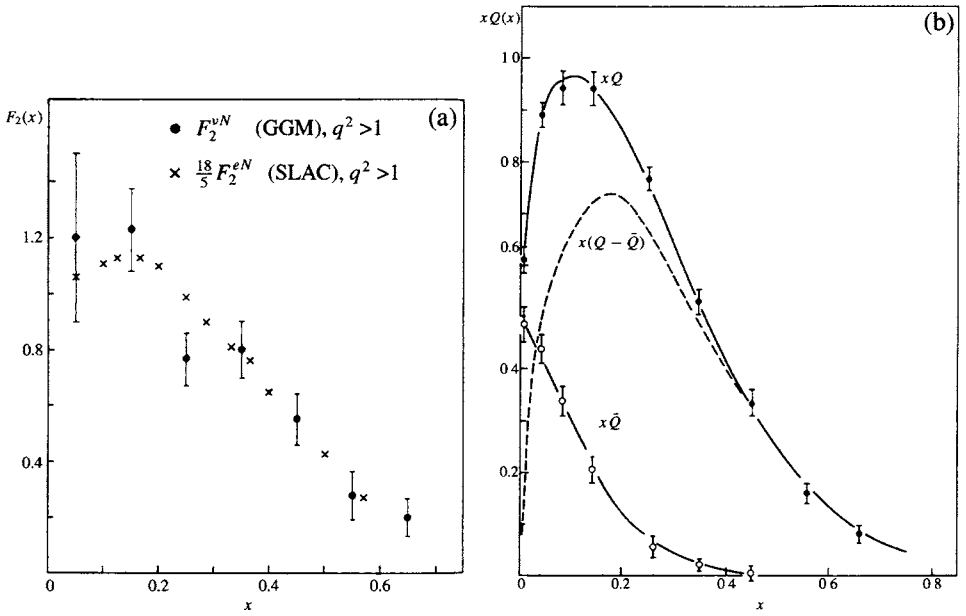 (a)
F₂(x)
● F₂^νN (GGM), q² >1
× 18/5 F₂^eN (SLAC), q² >1
1.2
0.8
0.4
0 0.2 0.4 0.6
x
(b)
xQ(x)
1 0
0.8
0.6
0.4
0.2
xQ
x(Q − Q̄)
xQ̄
0 0.2 0.4 0 6 0.8
x